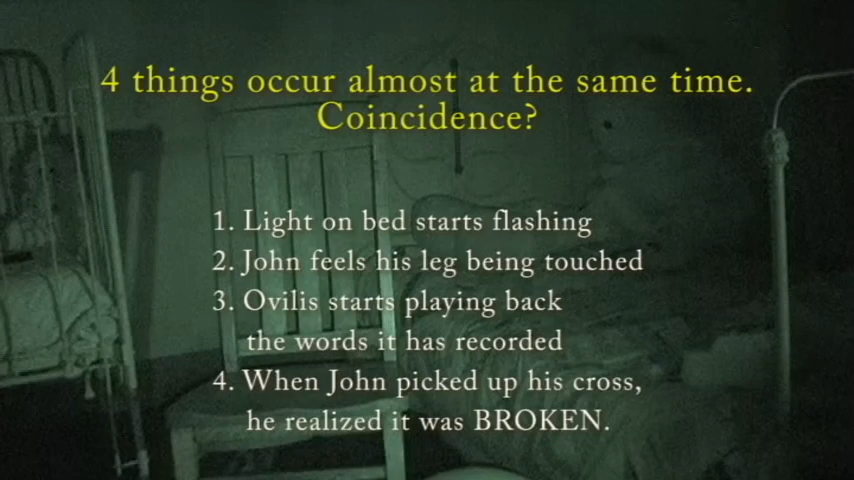 4 things occur almost at the same time.
Coincidence?
1. Light on bed starts flashing
2. John feels his leg being touched
3. Ovilis starts playing back
the words it has recorded
4. When John picked up his cross,
he realized it was BROKEN.